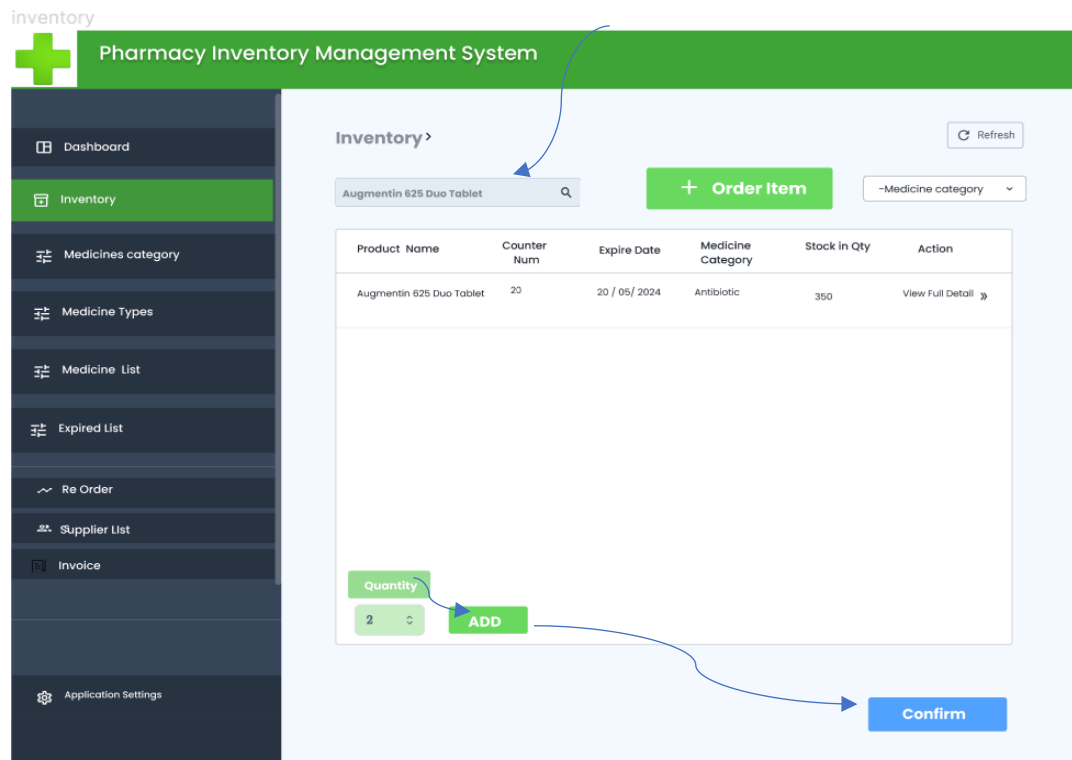 inventory
Pharmacy Inventory Management System
Dashboard
Inventory
Medicines category
Medicine Types
Medicine List
Expired List
Re Order
Supplier LIst
Invoice
Application Settings
Inventory>
Refresh
Augmentin 625 Duo Tablet
+ Order Item
-Medicine category
Product Name
Counter
Num
Expire Date
Medicine
Category
Stock in Qty
Action
Augmentin 625 Duo Tablet
20
20 / 05/ 2024
Antibiotic
350
View Full Detail »
Quantity
2
ADD
Confirm